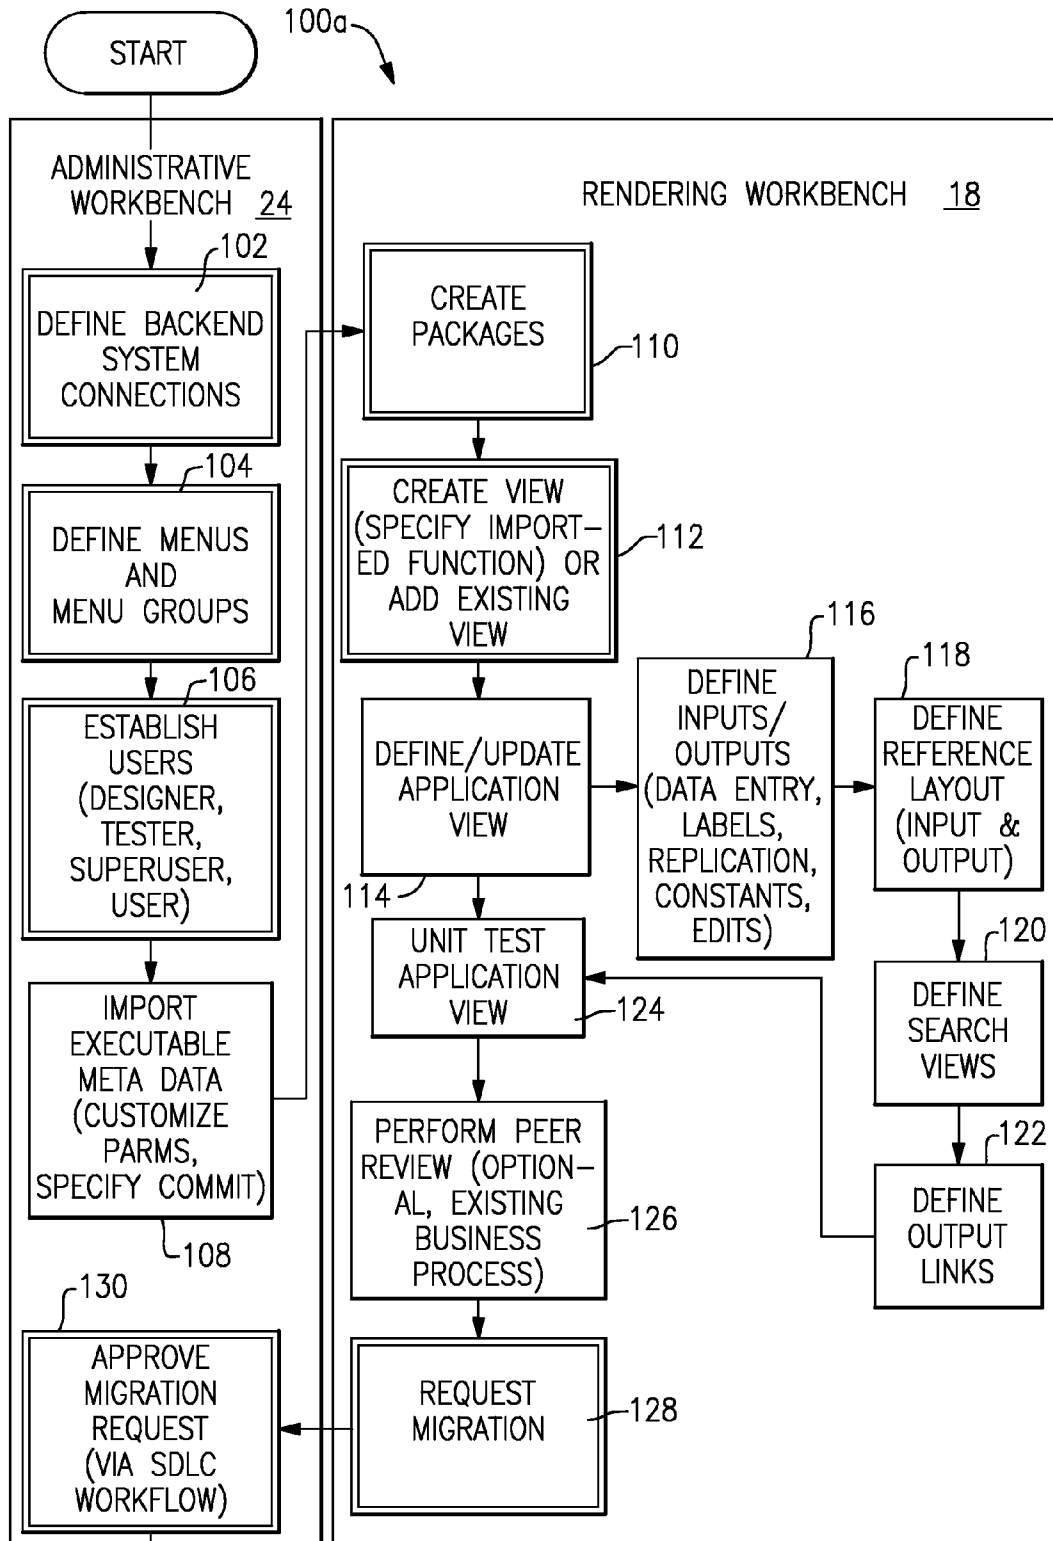 START
100a
ADMINISTRATIVE
WORKBENCH 24
RENDERING WORKBENCH 18
102
DEFINE BACKEND
SYSTEM
CONNECTIONS
104
DEFINE MENUS
AND
MENU GROUPS
106
ESTABLISH
USERS
(DESIGNER,
TESTER,
SUPERUSER,
USER)
IMPORT
EXECUTABLE
META DATA
(CUSTOMIZE
PARMS,
SPECIFY COMMIT)
108
130
APPROVE
MIGRATION
REQUEST
(VIA SDLC
WORKFLOW)
CREATE
PACKAGES
110
CREATE VIEW
(SPECIFY IMPORT-
ED FUNCTION) OR
ADD EXISTING
VIEW
112
DEFINE/UPDATE
APPLICATION
VIEW
114
116
DEFINE
INPUTS/
OUTPUTS
(DATA ENTRY,
LABELS,
REPLICATION,
CONSTANTS,
EDITS)
118
DEFINE
REFERENCE
LAYOUT
(INPUT &
OUTPUT)
120
DEFINE
SEARCH
VIEWS
122
DEFINE
OUTPUT
LINKS
UNIT TEST
APPLICATION
VIEW
124
PERFORM PEER
REVIEW (OPTION-
AL, EXISTING
BUSINESS
PROCESS)
126
REQUEST
MIGRATION
128